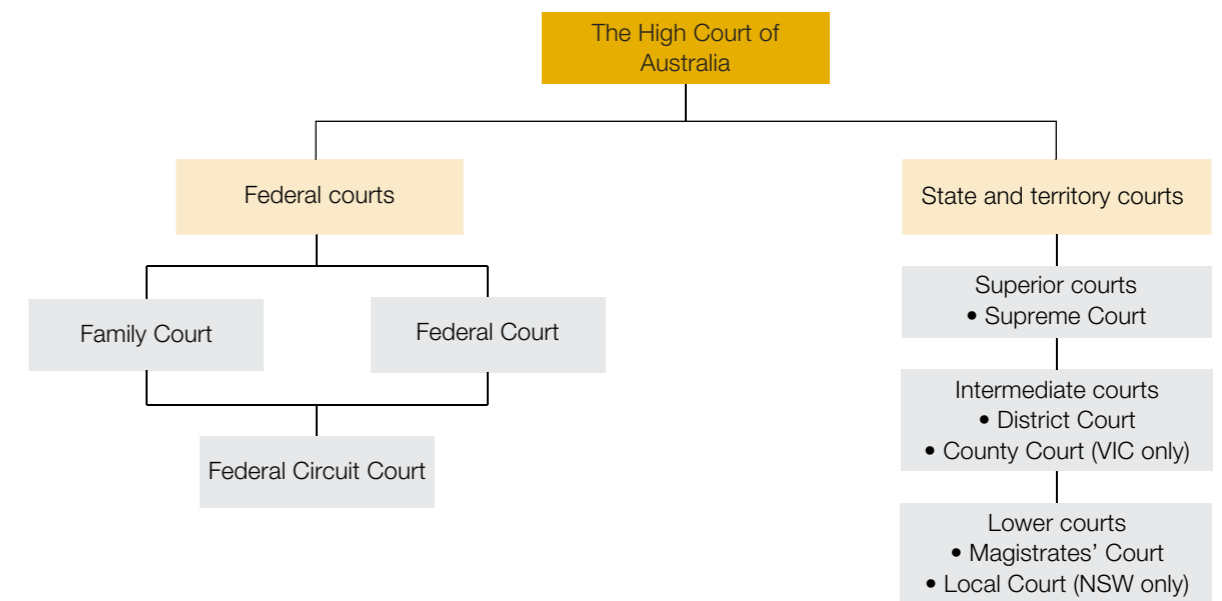 The High Court of
Australia
Federal courts
State and territory courts
Family Court
Federal Court
Federal Circuit Court
Superior courts
• Supreme Court
Intermediate courts
• District Court
• County Court (VIC only)
Lower courts
• Magistrates’ Court
• Local Court (NSW only)